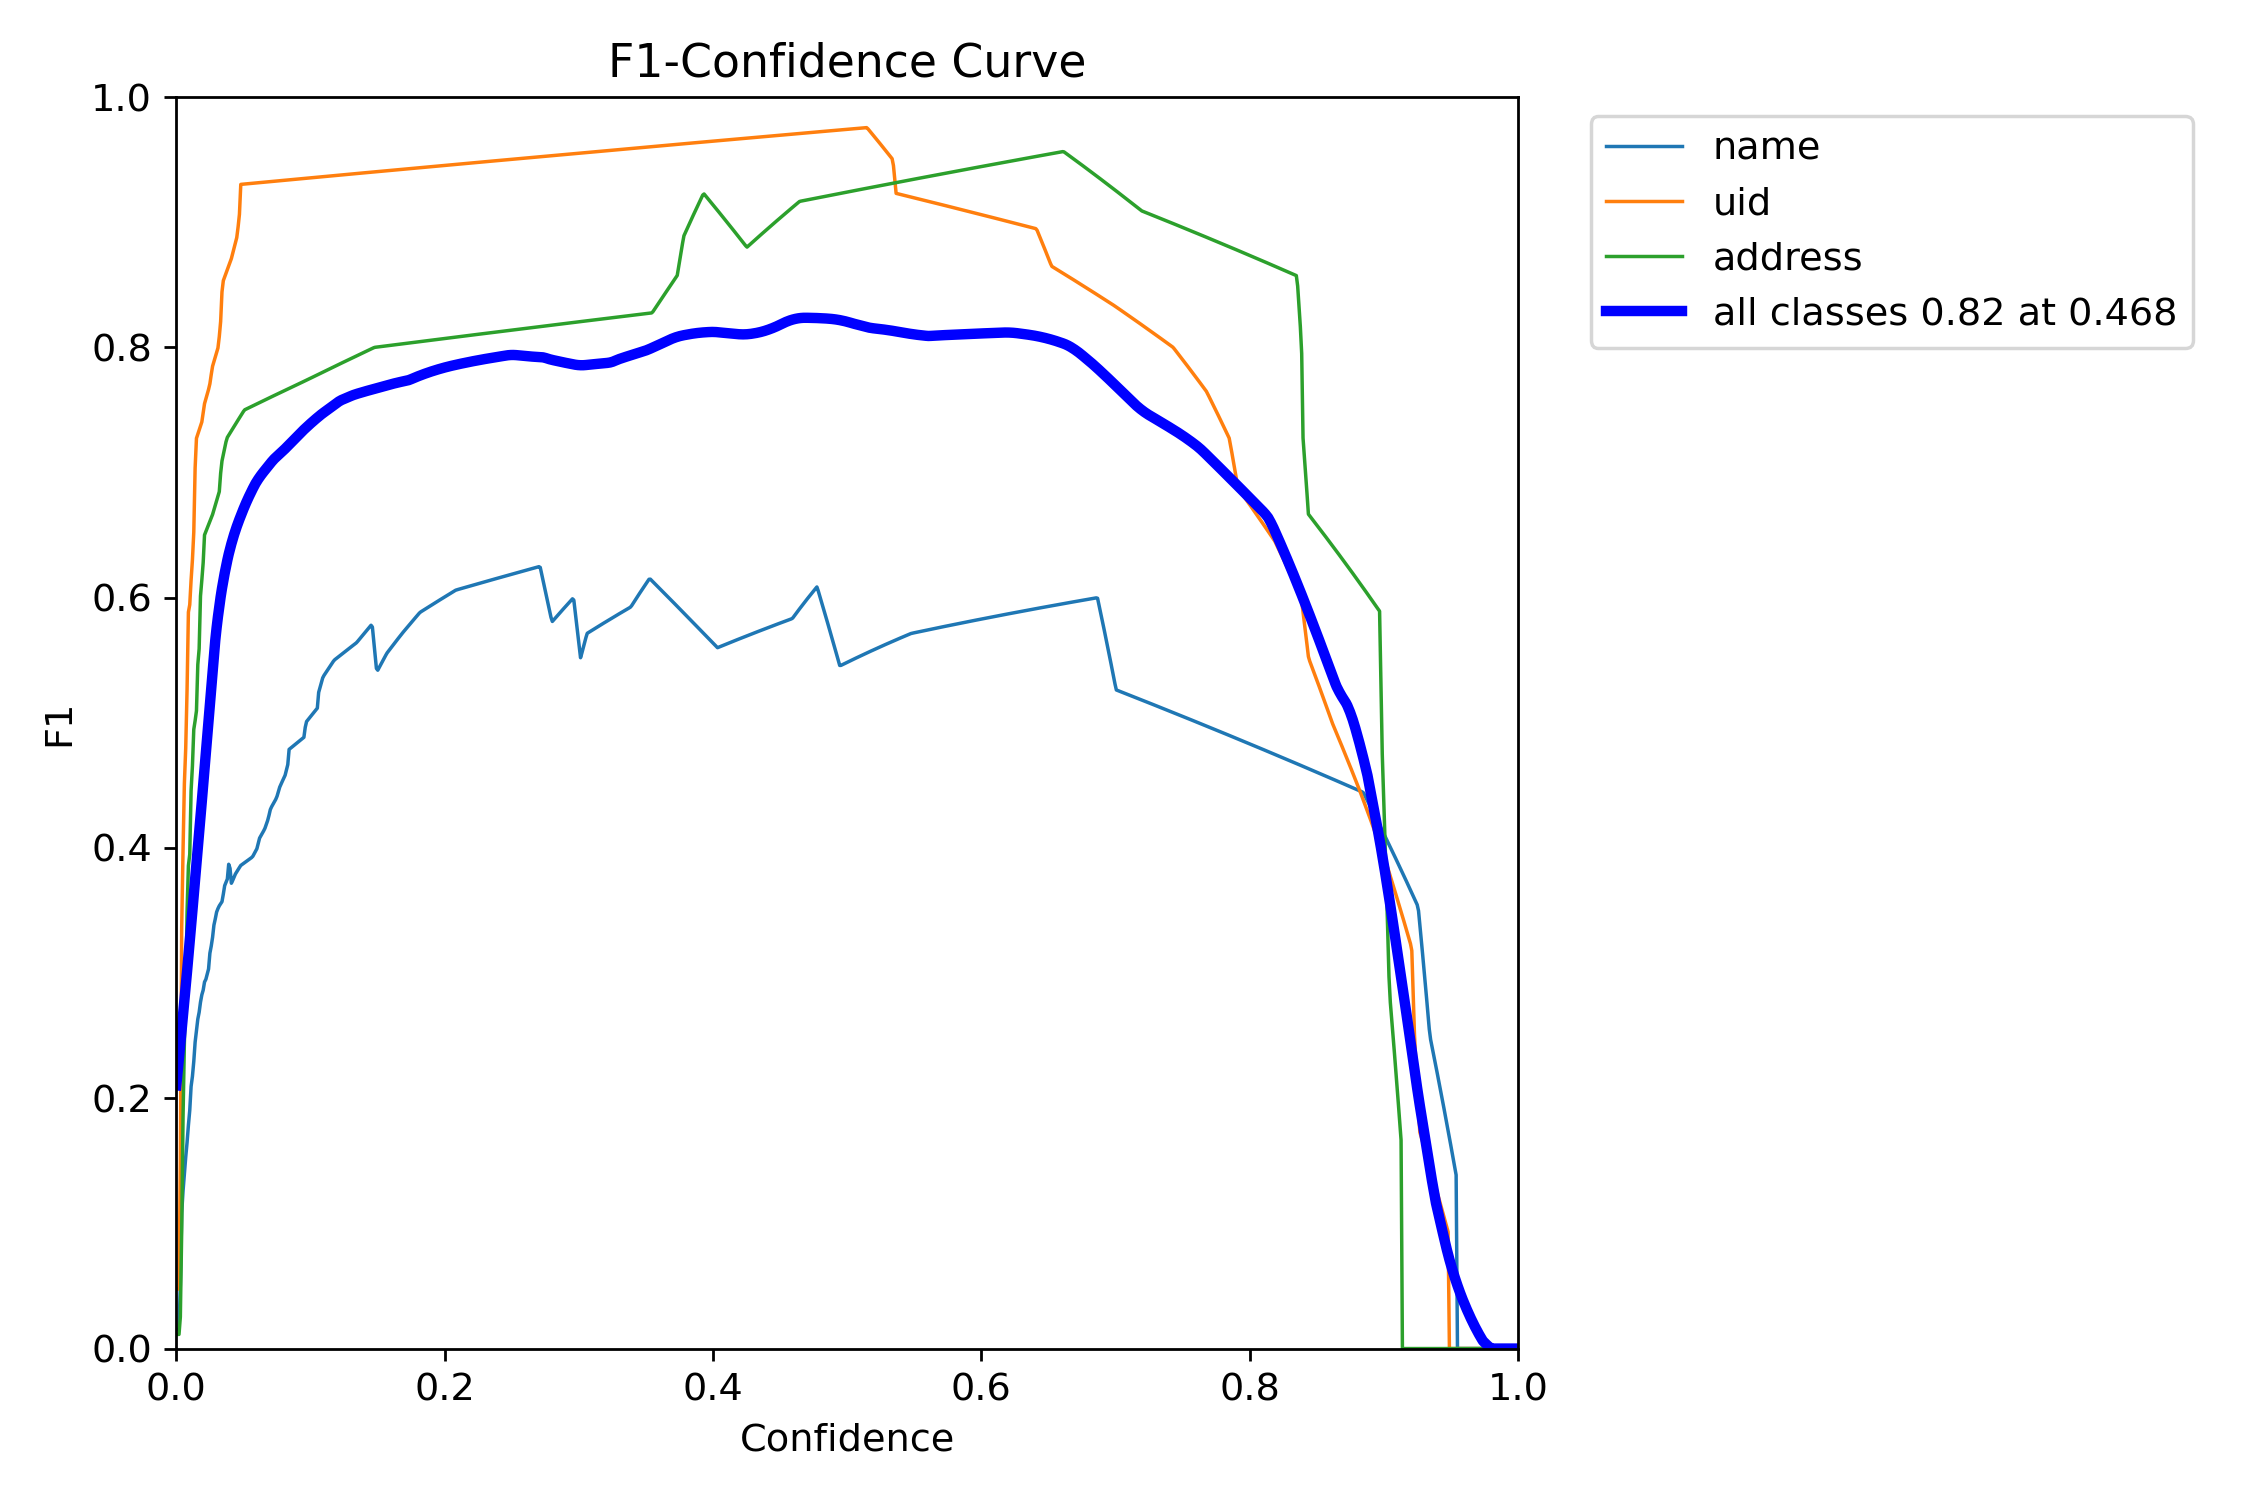 F1-Confidence Curve
1.0
0.8
0.6
0.4
0.2
0.0
F1
0.0 0.2 0.4 0.6 0.8 1.0
Confidence
name
uid
address
all classes 0.82 at 0.468